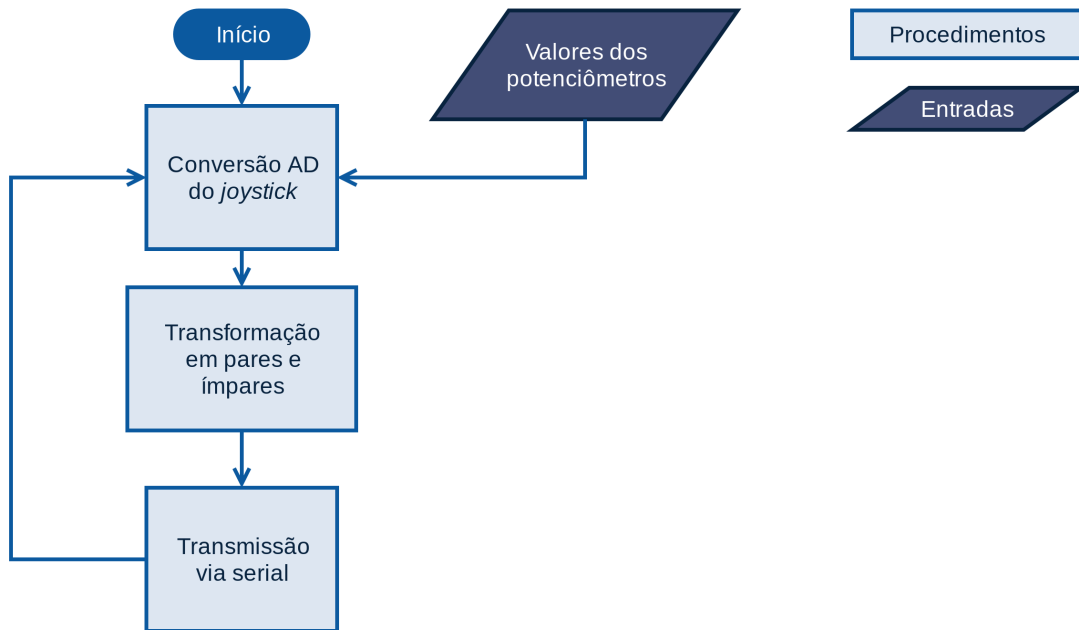 Início
Valores dos
potenciômetros
Procedimentos
Entradas
Conversão AD
do joystick
Transformação
em pares e
ímpares
Transmissão
via serial